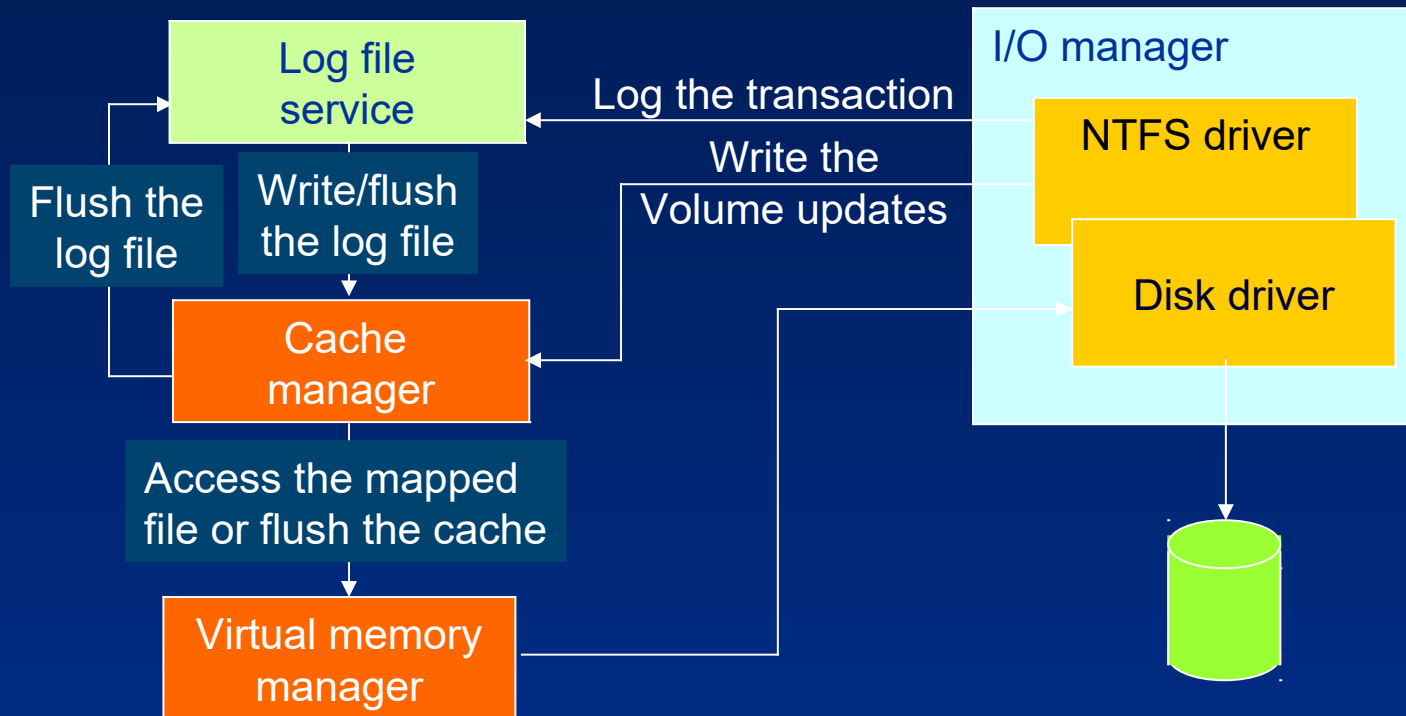 Log file
service
I/O manager
Log the transaction
NTFS driver
Write the
Volume updates
Flush the
log file
Write/flush
the log file
Disk driver
Cache
manager
Access the mapped
file or flush the cache
Virtual memory
manager